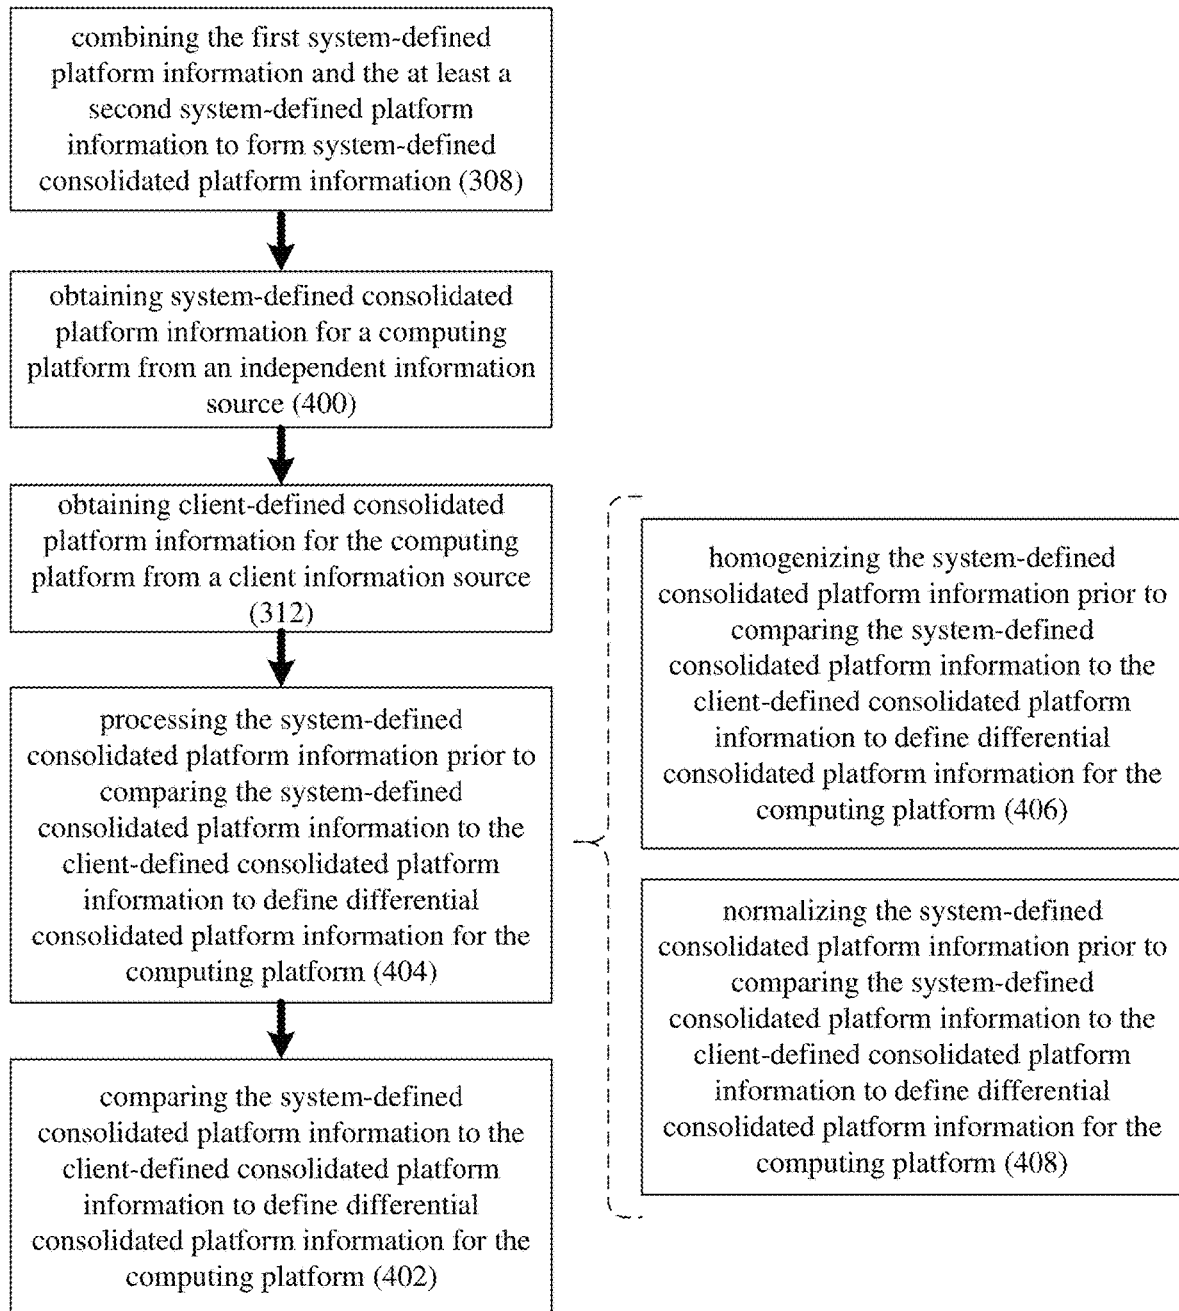 combining the first system-defined
platform information and the at least a
second system-defined platform
information to form system-defined
consolidated platform information (308)
obtaining system-defined consolidated
platform information for a computing
platform from an independent information
source (400)
obtaining client-defined consolidated
platform information for the computing
platform from a client information source
(312)
processing the system-defined
consolidated platform information prior to
comparing the system-defined
consolidated platform information to the
client-defined consolidated platform
information to define differential
consolidated platform information for the
computing platform (404)
comparing the system-defined
consolidated platform information to the
client-defined consolidated platform
information to define differential
consolidated platform information for the
computing platform (402)
homogenizing the system-defined
consolidated platform information prior to
comparing the system-defined
consolidated platform information to the
client-defined consolidated platform
information to define differential
consolidated platform information for the
computing platform (406)
normalizing the system-defined
consolidated platform information prior to
comparing the system-defined
consolidated platform information to the
client-defined consolidated platform
information to define differential
consolidated platform information for the
computing platform (408)